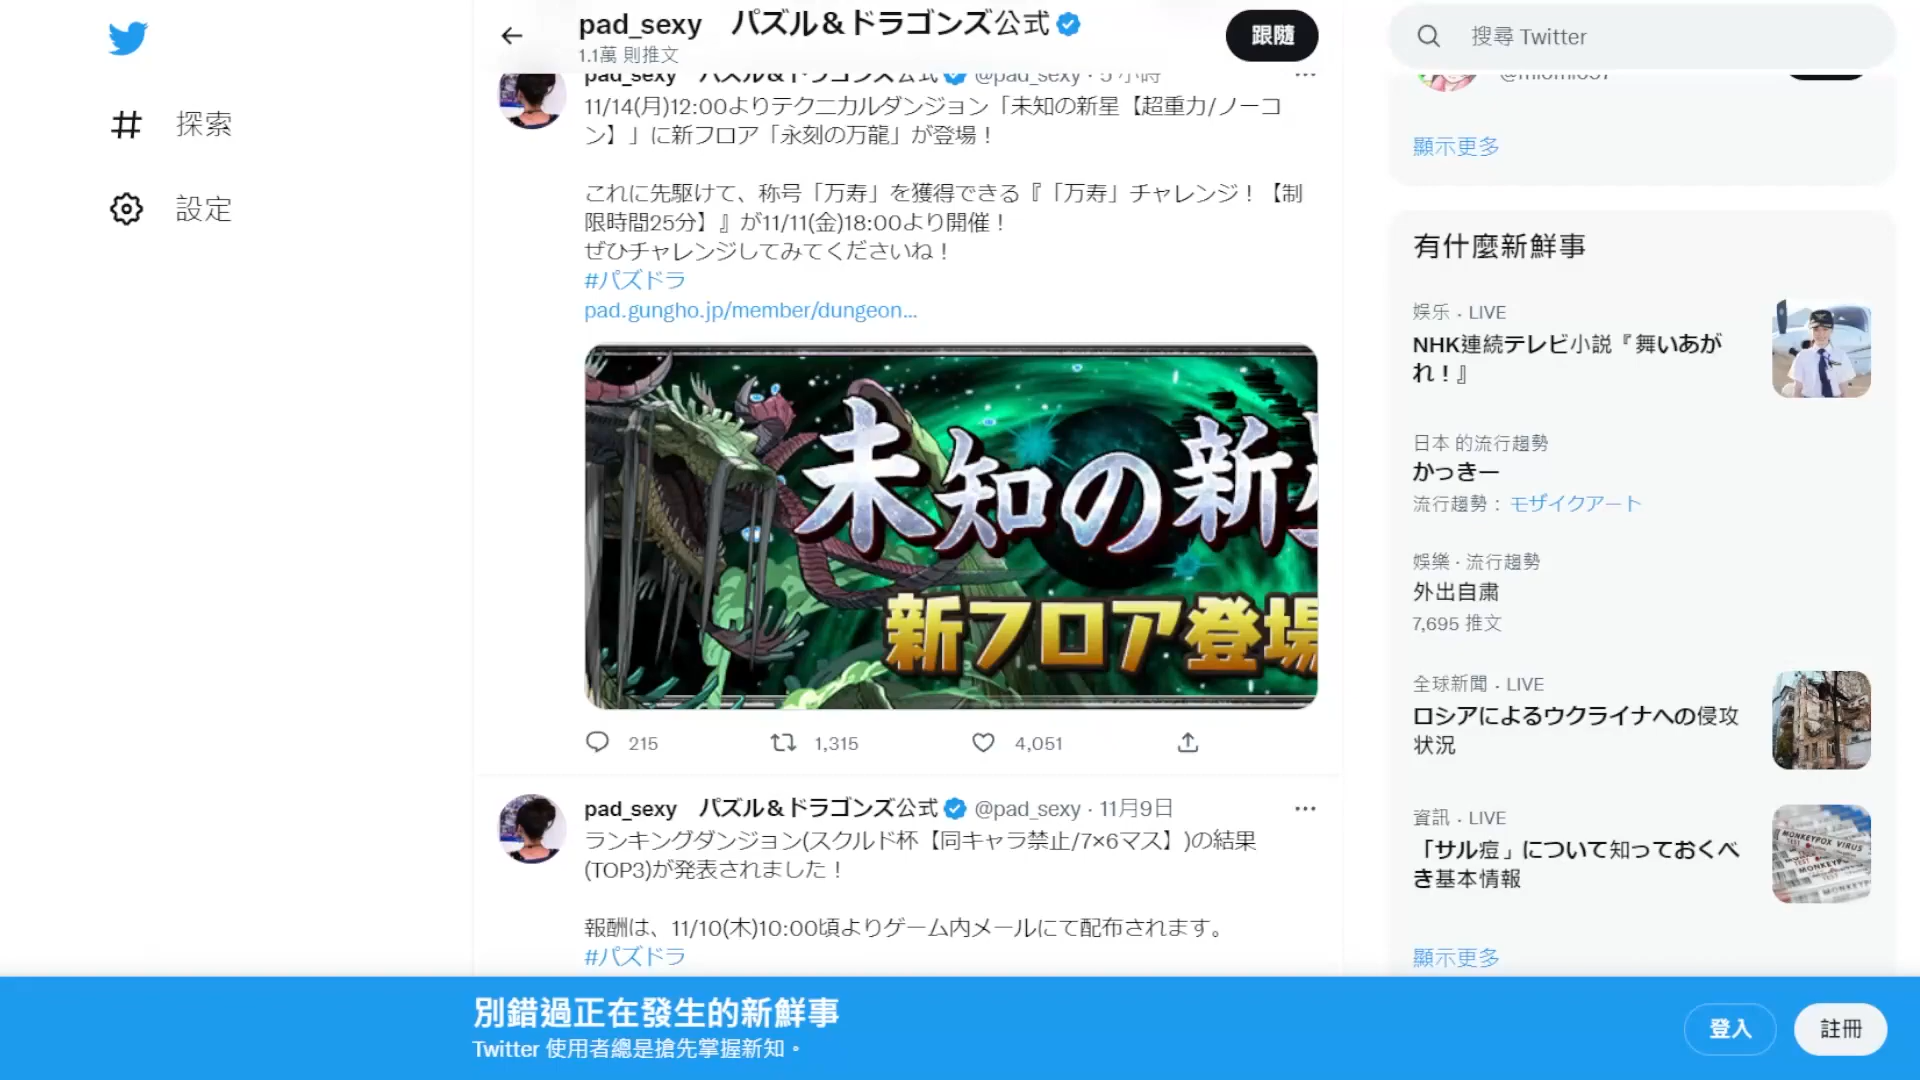 探索
設定
pad_sexy パズル＆ドラゴンズ公式
1.1萬 則推文
跟隨
pad_sexy パズル＆ドラゴンズ公式 @pad_sexy · 5 小時
11/14(月)12:00よりテクニカルダンジョン「未知の新星【超重力/ノーコ
ン】」に新フロア「永刻の万龍」が登場！
これに先駆けて、称号「万寿」を獲得できる『「万寿」チャレンジ！【制
限時間25分】』が11/11(金)18:00より開催！
ぜひチャレンジしてみてくださいね！
#パズドラ
pad.gungho.jp/member/dungeon...
未知の新星
新フロア登場
215 1,315 4,051
pad_sexy パズル＆ドラゴンズ公式 @pad_sexy · 11月9日
ランキングダンジョン(スクルド杯【同キャラ禁止/7×6マス】)の結果
(TOP3)が発表されました！
報酬は、11/10(木)10:00頃よりゲーム内メールにて配布されます。
#パズドラ
搜尋 Twitter
顯示更多
有什麼新鮮事
娱乐 · LIVE
NHK連続テレビ小説『舞いあが
れ！』
日本 的流行趨勢
かっきー
流行趨勢： モザイクアート
娛樂 · 流行趨勢
外出自粛
7,695 推文
全球新聞 · LIVE
ロシアによるウクライナへの侵攻
状況
資訊 · LIVE
「サル痘」について知っておくべ
き基本情報
MONKEYPOX VIRUS
顯示更多
別錯過正在發生的新鮮事
Twitter 使用者總是搶先掌握新知。
登入
註冊